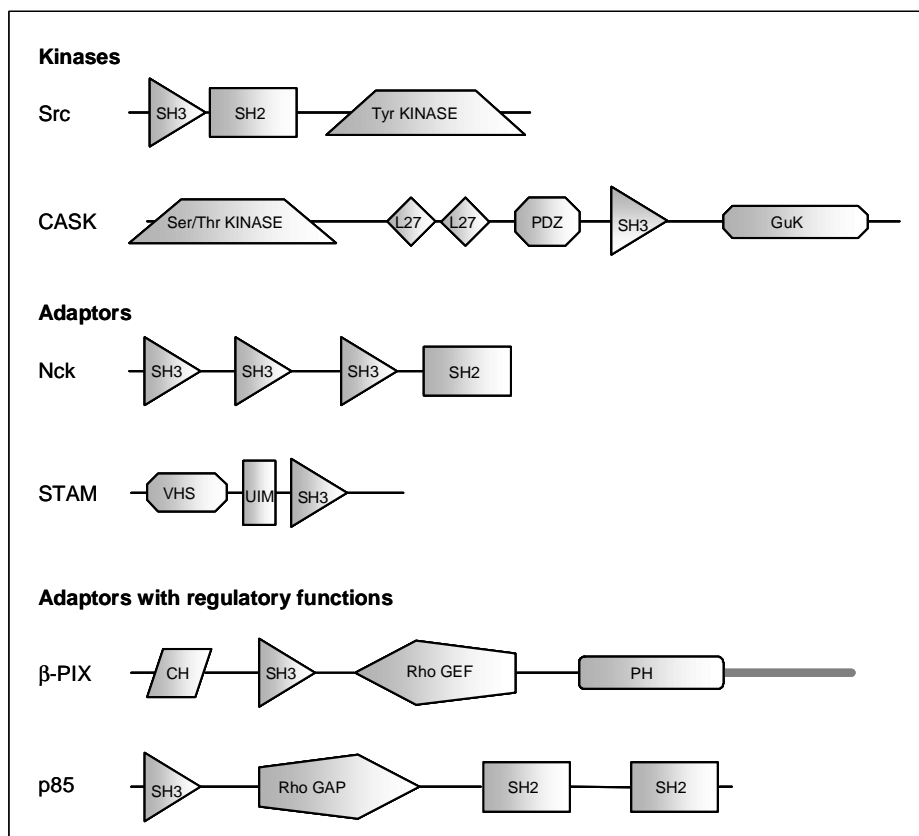 Kinases
Src SH3 SH2 Tyr KINASE
CASK Ser/Thr KINASE L27 L27 PDZ SH3 GuK
Adaptors
Nck SH3 SH3 SH3 SH2
STAM VHS UIM SH3
Adaptors with regulatory functions
β-PIX CH SH3 Rho GEF PH
p85 SH3 Rho GAP SH2 SH2